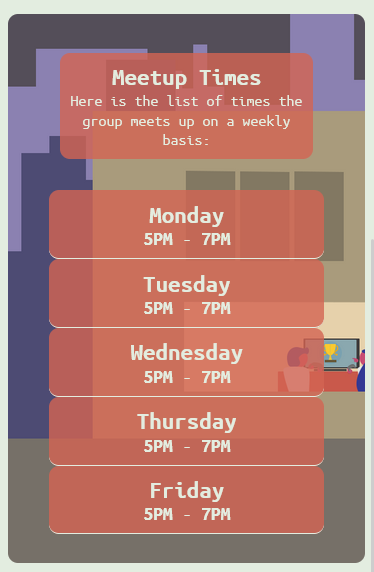 Meetup Times
Here is the list of times the
group meets up on a weekly
basis:
Monday
5PM - 7PM
Tuesday
5PM - 7PM
Wednesday
5PM - 7PM
Thursday
5PM - 7PM
Friday
5PM - 7PM